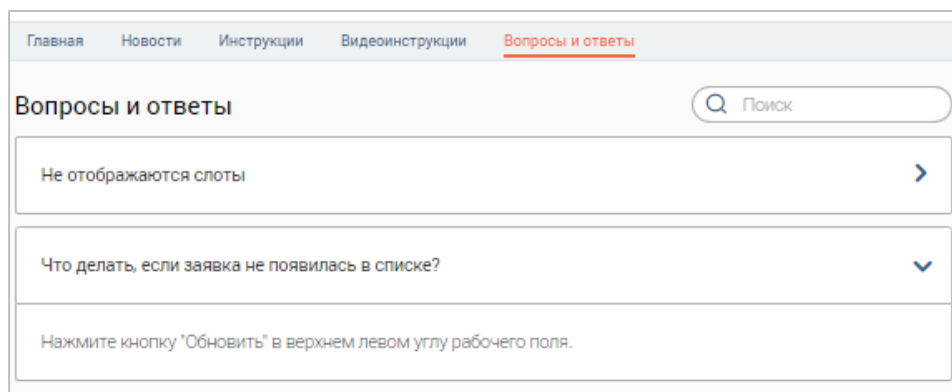 Главная Новости Инструкции Видеоинструкции Вопросы и ответы
Вопросы и ответы Поиск
Не отображаются слоты
Что делать, если заявка не появилась в списке?
Нажмите кнопку "Обновить" в верхнем левом углу рабочего поля.